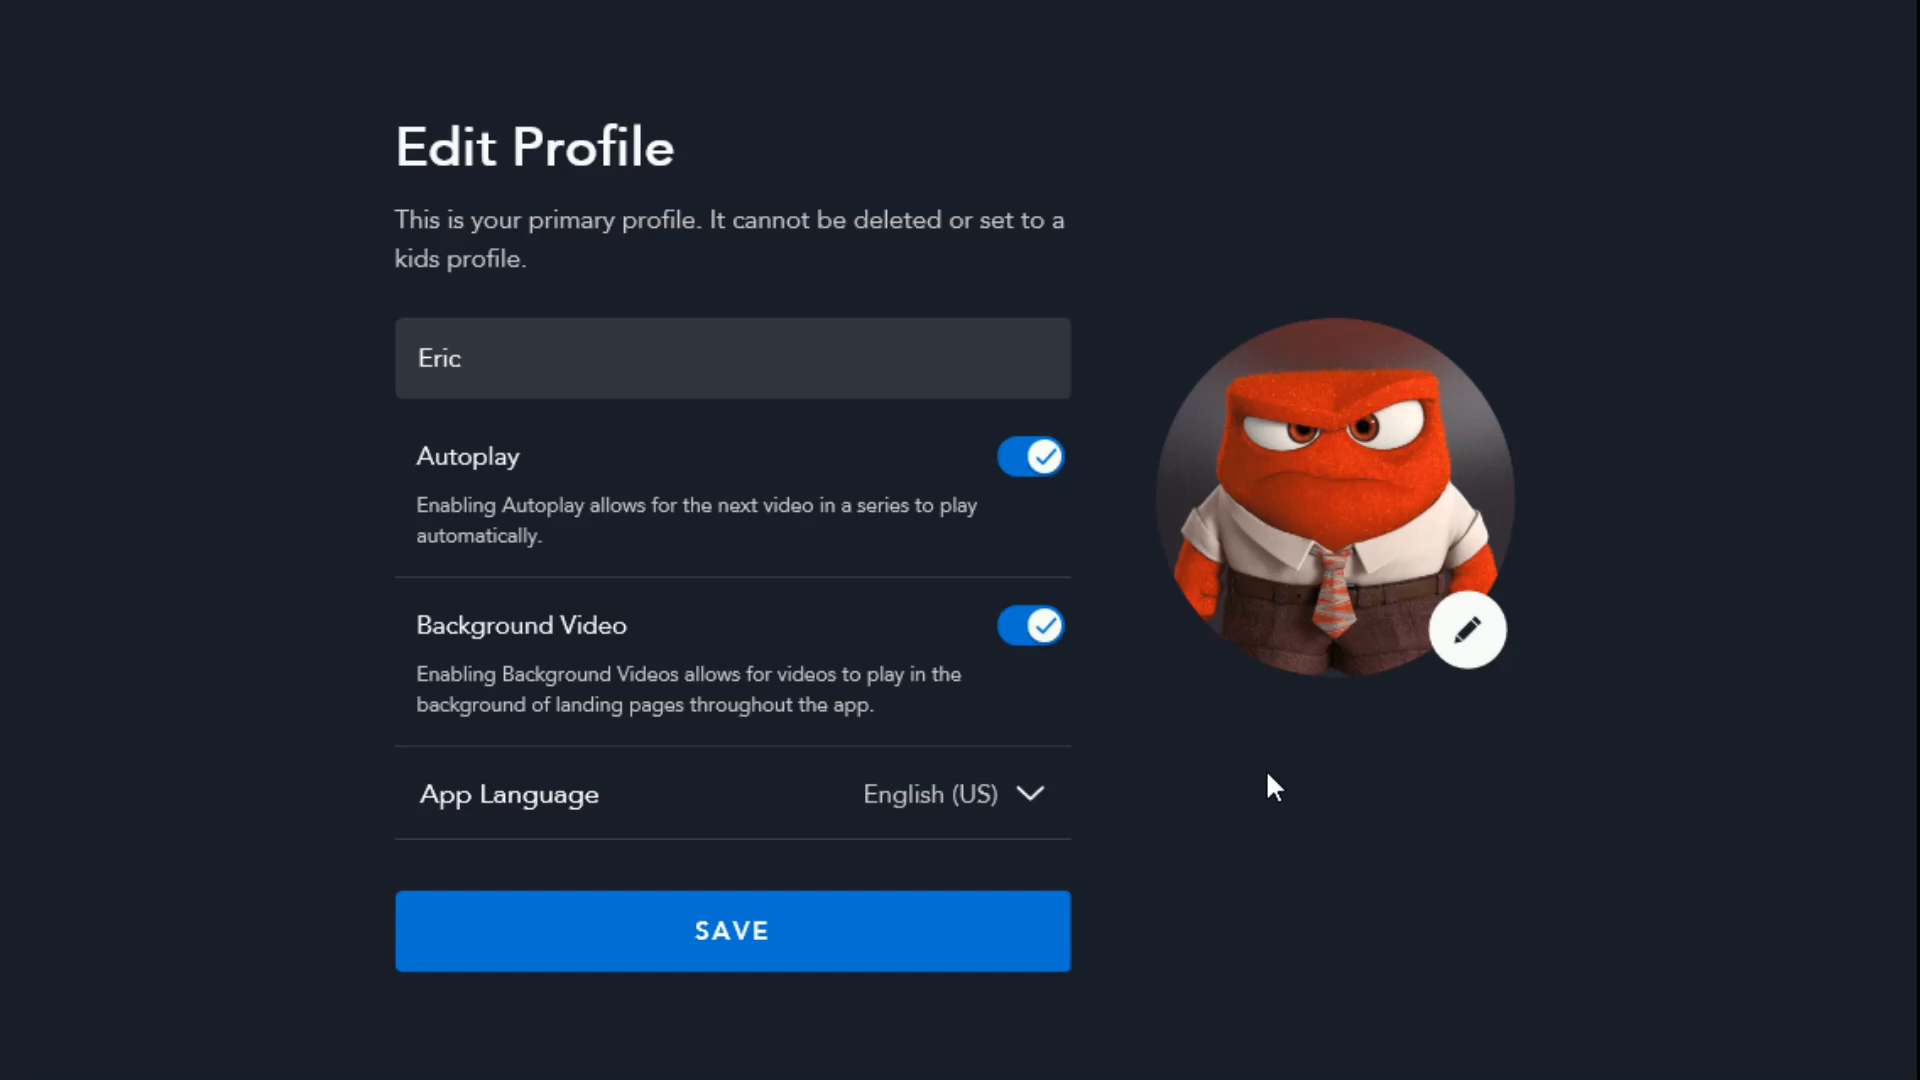 Edit Profile
This is your primary profile. It cannot be deleted or set to a
kids profile.
Eric
Autoplay
Enabling Autoplay allows for the next video in a series to play
automatically.
Background Video
Enabling Background Videos allows for videos to play in the
background of landing pages throughout the app.
App Language English (US)
SAVE